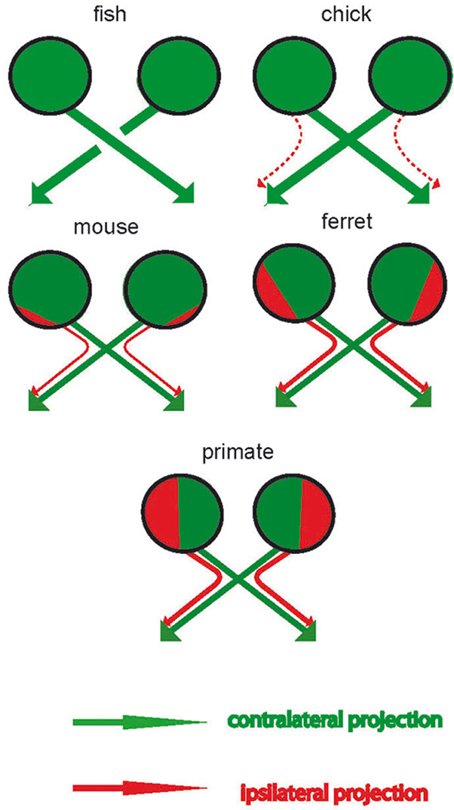 fish chick
mouse ferret
primate
contralateral projection
ipsilateral projection